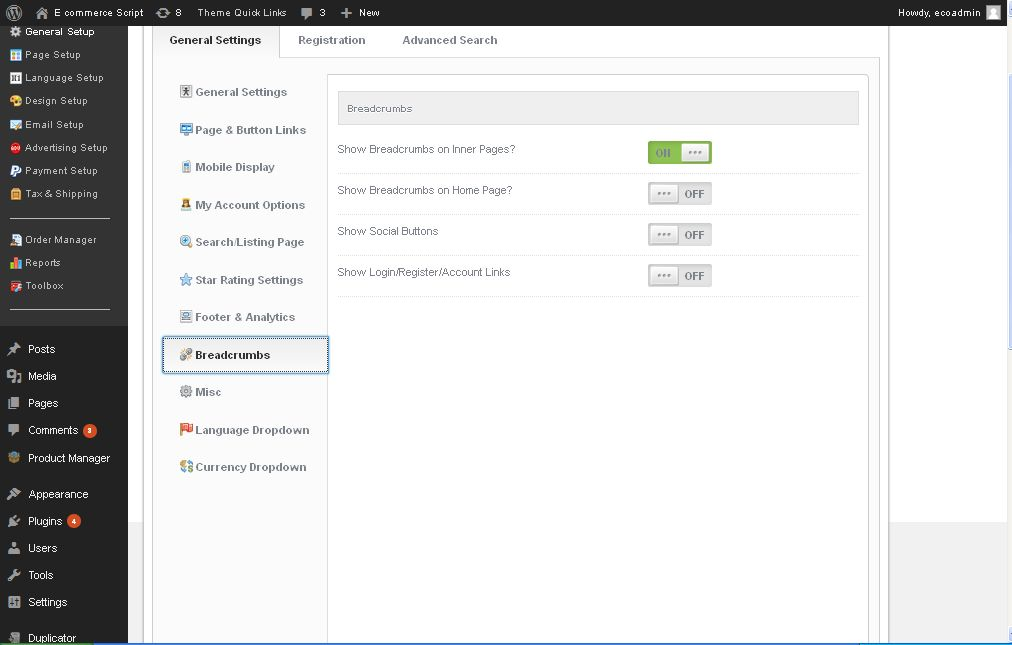 E commerce Script 8 Theme Quick Links 3 New Howdy, ecoadmin
General Setup
Page Setup
Language Setup
Design Setup
Email Setup
Advertising Setup
Payment Setup
Tax & Shipping
Order Manager
Reports
Toolbox
Posts
Media
Pages
Comments 3
Product Manager
Appearance
Plugins 4
Users
Tools
Settings
Duplicator
General Settings Registration Advanced Search
General Settings
Page & Button Links
Mobile Display
My Account Options
Search/Listing Page
Star Rating Settings
Footer & Analytics
Breadcrumbs
Misc
Language Dropdown
Currency Dropdown
Breadcrumbs
Show Breadcrumbs on Inner Pages? ON
Show Breadcrumbs on Home Page? OFF
Show Social Buttons OFF
Show Login/Register/Account Links OFF